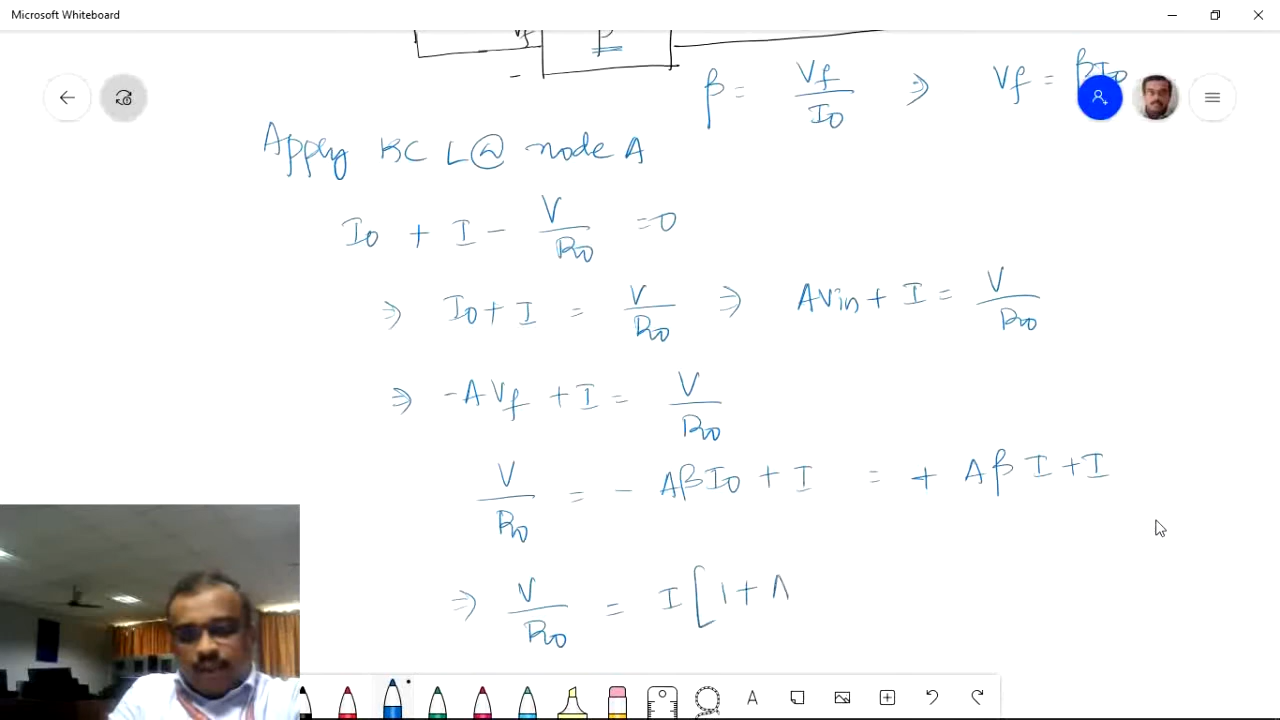 Microsoft Whiteboard
Vf β
β = Vf / Io ⇒ Vf = βIo
Apply KCL @ node A
Io + I - V / Ro = 0
⇒ Io + I = V / Ro ⇒ AVin + I = V / Ro
⇒ -AVf + I = V / Ro
V / Ro = - AβIo + I = + AβI + I
⇒ V / Ro = I [ 1 + A
A